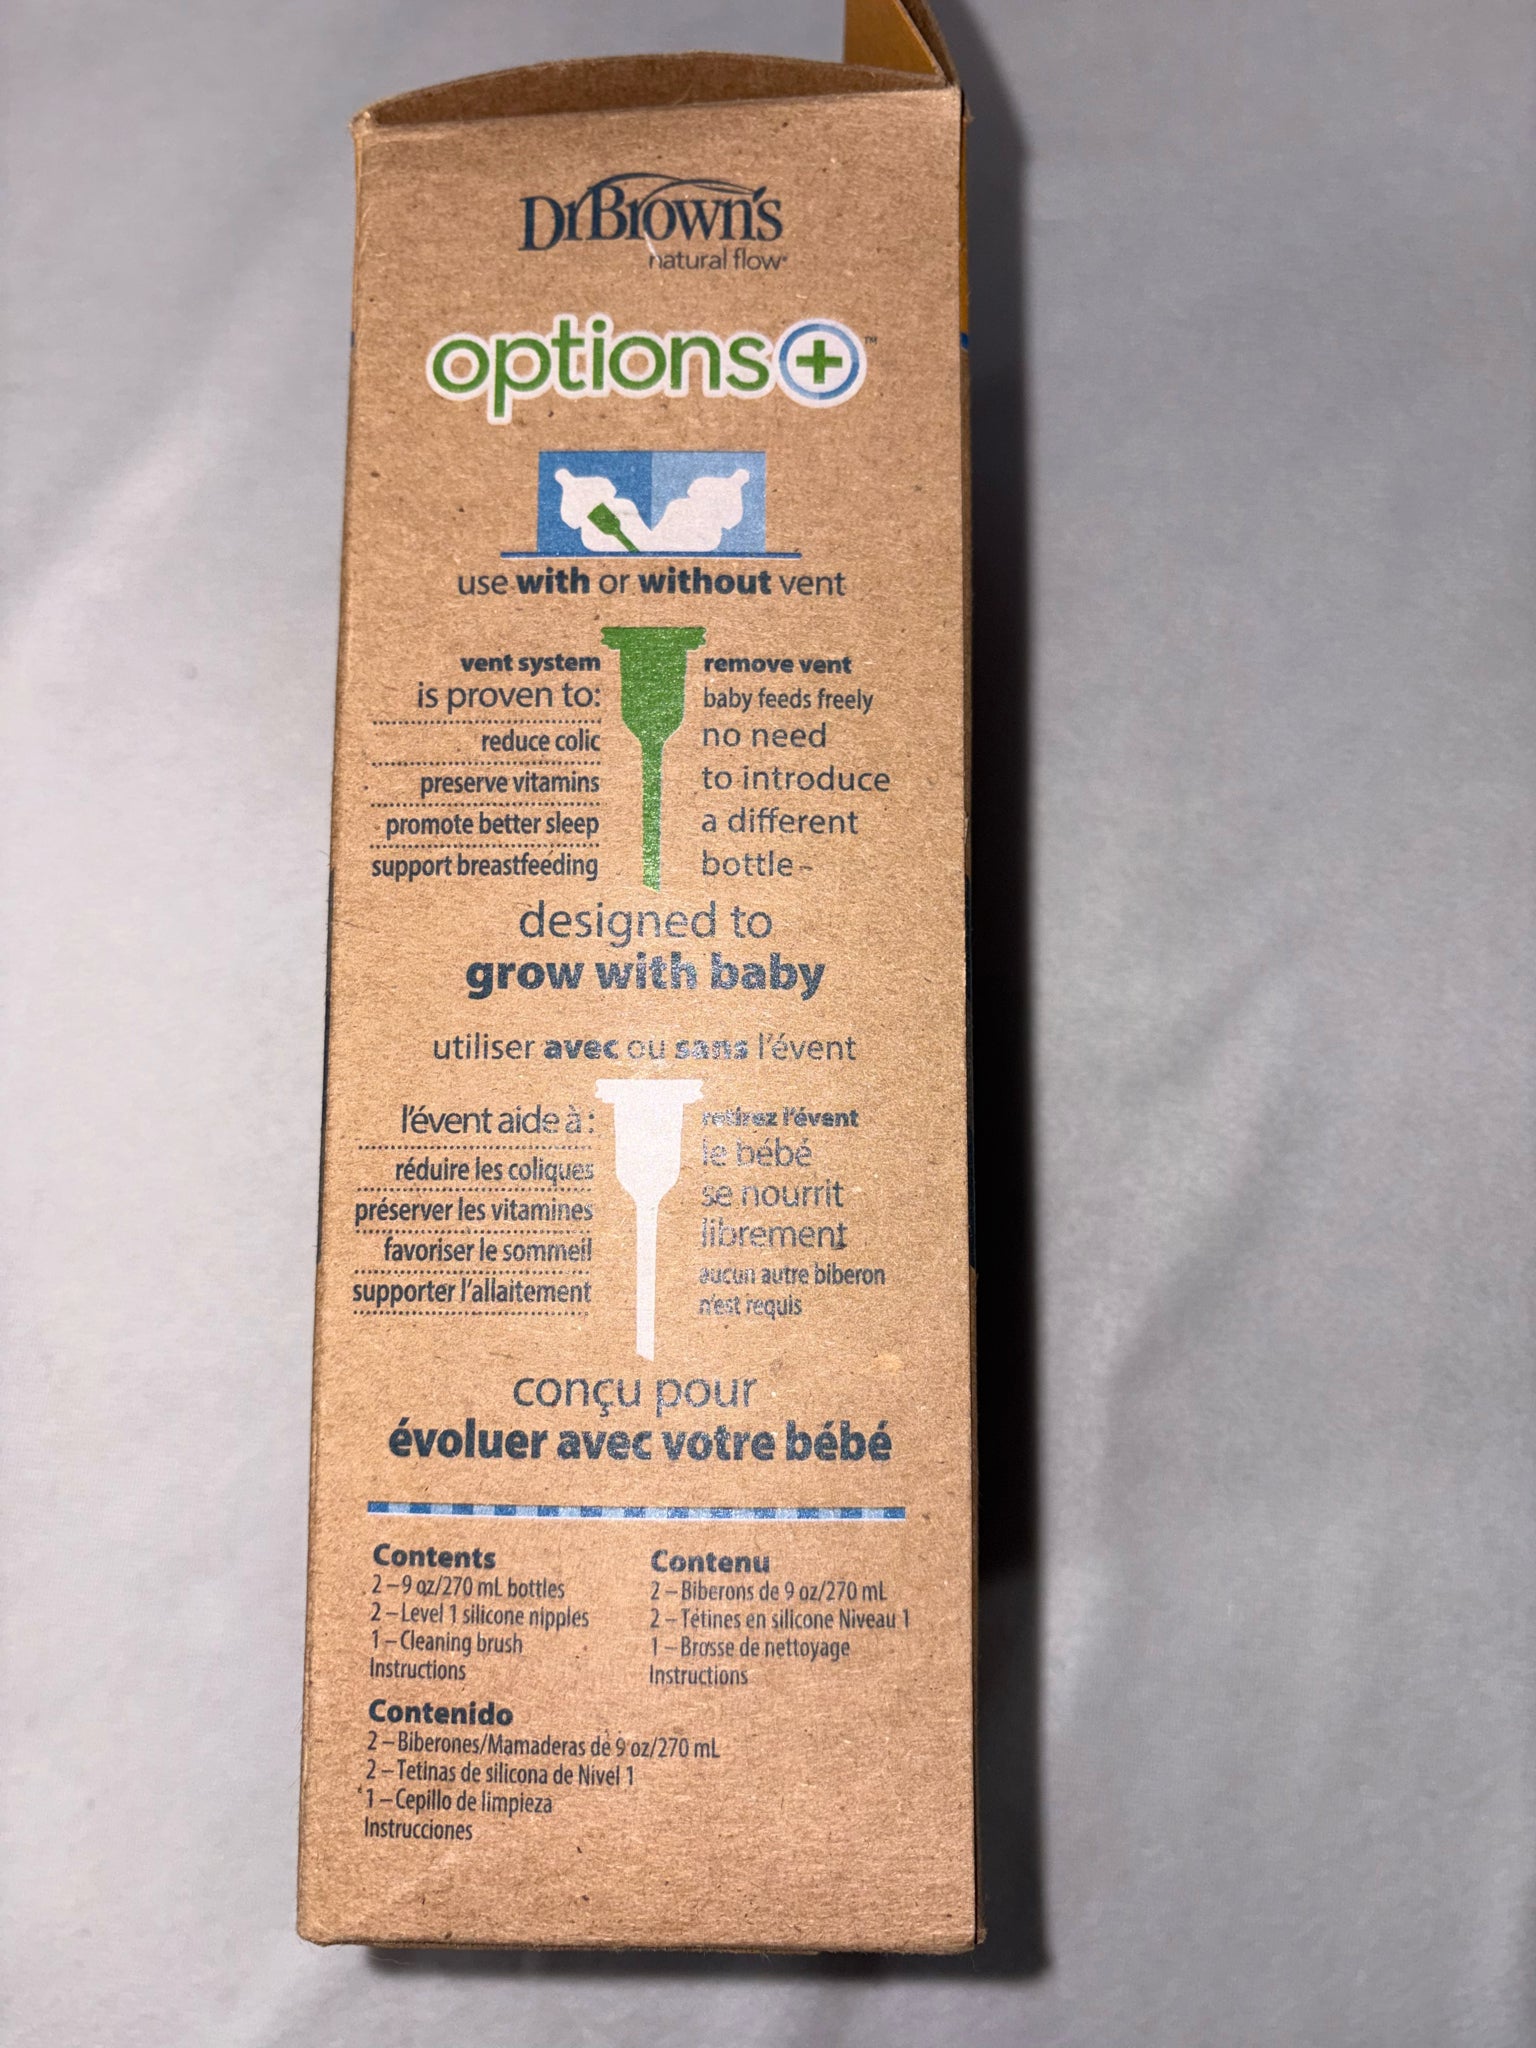 DrBrown's
natural flow®
options+™
use with or without vent
vent system
is proven to:
reduce colic
preserve vitamins
promote better sleep
support breastfeeding
remove vent
baby feeds freely
no need
to introduce
a different
bottle –
designed to
grow with baby
utiliser avec ou sans l'évent
l'évent aide à :
réduire les coliques
préserver les vitamines
favoriser le sommeil
supporter l'allaitement
retirez l'évent
le bébé
se nourrit
librement
aucun autre biberon
n'est requis
conçu pour
évoluer avec votre bébé
Contents
2 – 9 oz/270 mL bottles
2 – Level 1 silicone nipples
1 – Cleaning brush
Instructions
Contenu
2 – Biberons de 9 oz/270 mL
2 – Tétines en silicone Niveau 1
1 – Brosse de nettoyage
Instructions
Contenido
2 – Biberones/Mamaderas de 9 oz/270 mL
2 – Tetinas de silicona de Nivel 1
1 – Cepillo de limpieza
Instrucciones